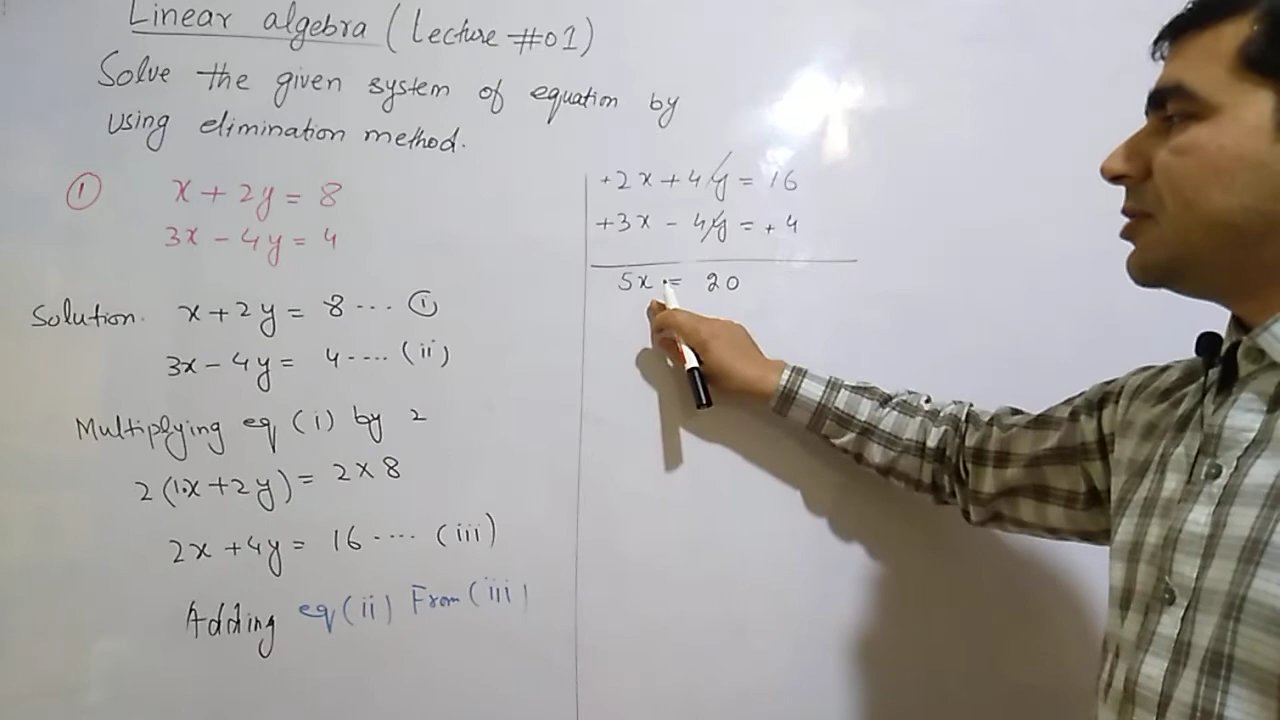 Linear algebra (Lecture #01)
Solve the given system of equation by
using elimination method.
① x + 2y = 8
3x - 4y = 4
Solution. x + 2y = 8 --- ①
3x - 4y = 4 ---- (ii)
Multiplying eq (i) by 2
2(1·x + 2y) = 2 × 8
2x + 4y = 16 ---- (iii)
Adding eq (ii) From (iii)
+2x + 4y = 16
+3x - 4y = +4
5x = 20